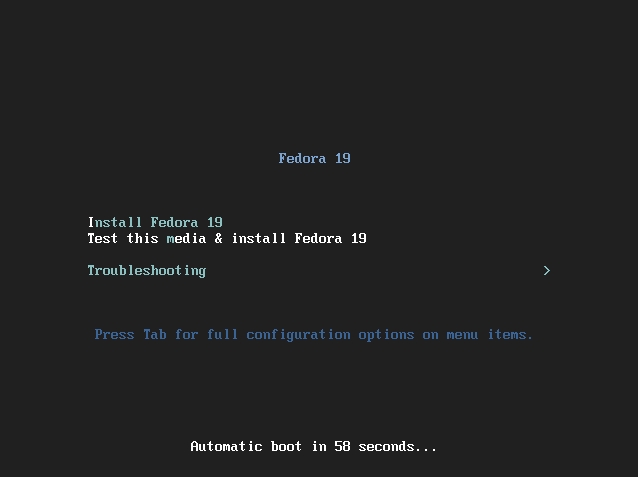 Fedora 19
Install Fedora 19
Test this media & install Fedora 19
Troubleshooting >
Press Tab for full configuration options on menu items.
Automatic boot in 58 seconds...